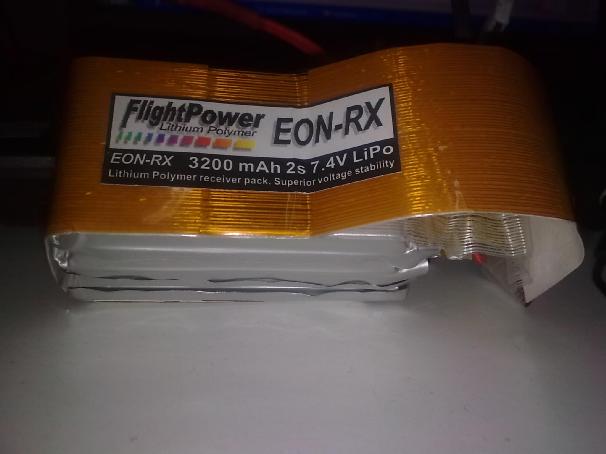 FlightPower
Lithium Polymer
EON-RX
EON-RX 3200 mAh 2s 7.4V LiPo
Lithium Polymer receiver pack. Superior voltage stability